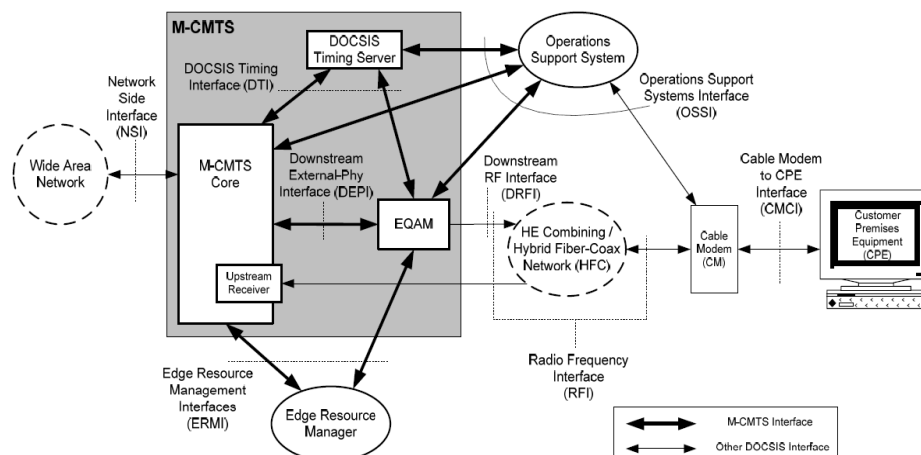 M-CMTS
DOCSIS
Timing Server
Operations
Support System
DOCSIS Timing
Interface (DTI)
Network
Side
Interface
(NSI)
Operations Support
Systems Interface
(OSSI)
Wide Area
Network
M-CMTS
Core
Downstream
External-Phy
Interface (DEPI)
Downstream
RF Interface
(DRFI)
Cable Modem
to CPE
Interface
(CMCI)
EQAM
HE Combining /
Hybrid Fiber-Coax
Network (HFC)
Cable
Modem
(CM)
Customer
Premises
Equipment
(CPE)
Upstream
Receiver
Edge Resource
Management
Interfaces
(ERMI)
Edge Resource
Manager
Radio Frequency
Interface
(RFI)
M-CMTS Interface
Other DOCSIS Interface